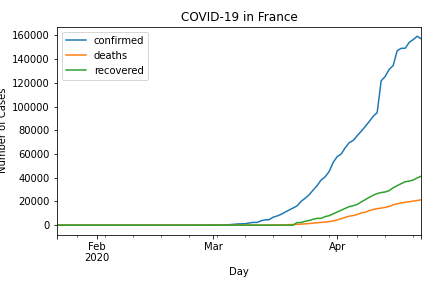 COVID-19 in France
confirmed
deaths
recovered
160000
140000
120000
100000
80000
60000
40000
20000
0
Number of Cases
Feb
2020
Mar
Apr
Day